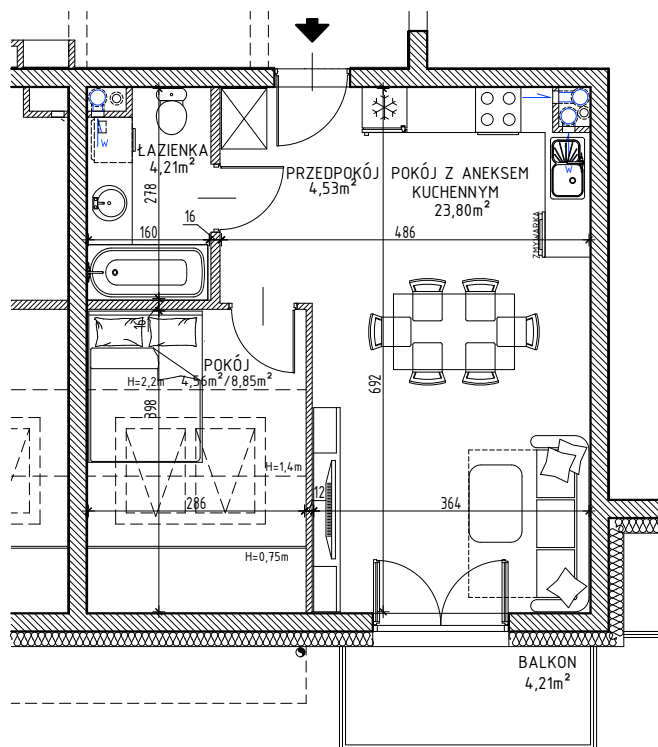 W
ŁAZIENKA
4,21m²
278
160
16
PRZEDPOKÓJ
4,53m²
POKÓJ Z ANEKSEM
KUCHENNYM
23,80m²
486
W
ZMYWARKA
16
POKÓJ
4,56m²/8,85m²
H=2,2m
398
692
H=1,4m
286
12
364
H=0,75m
BALKON
4,21m²